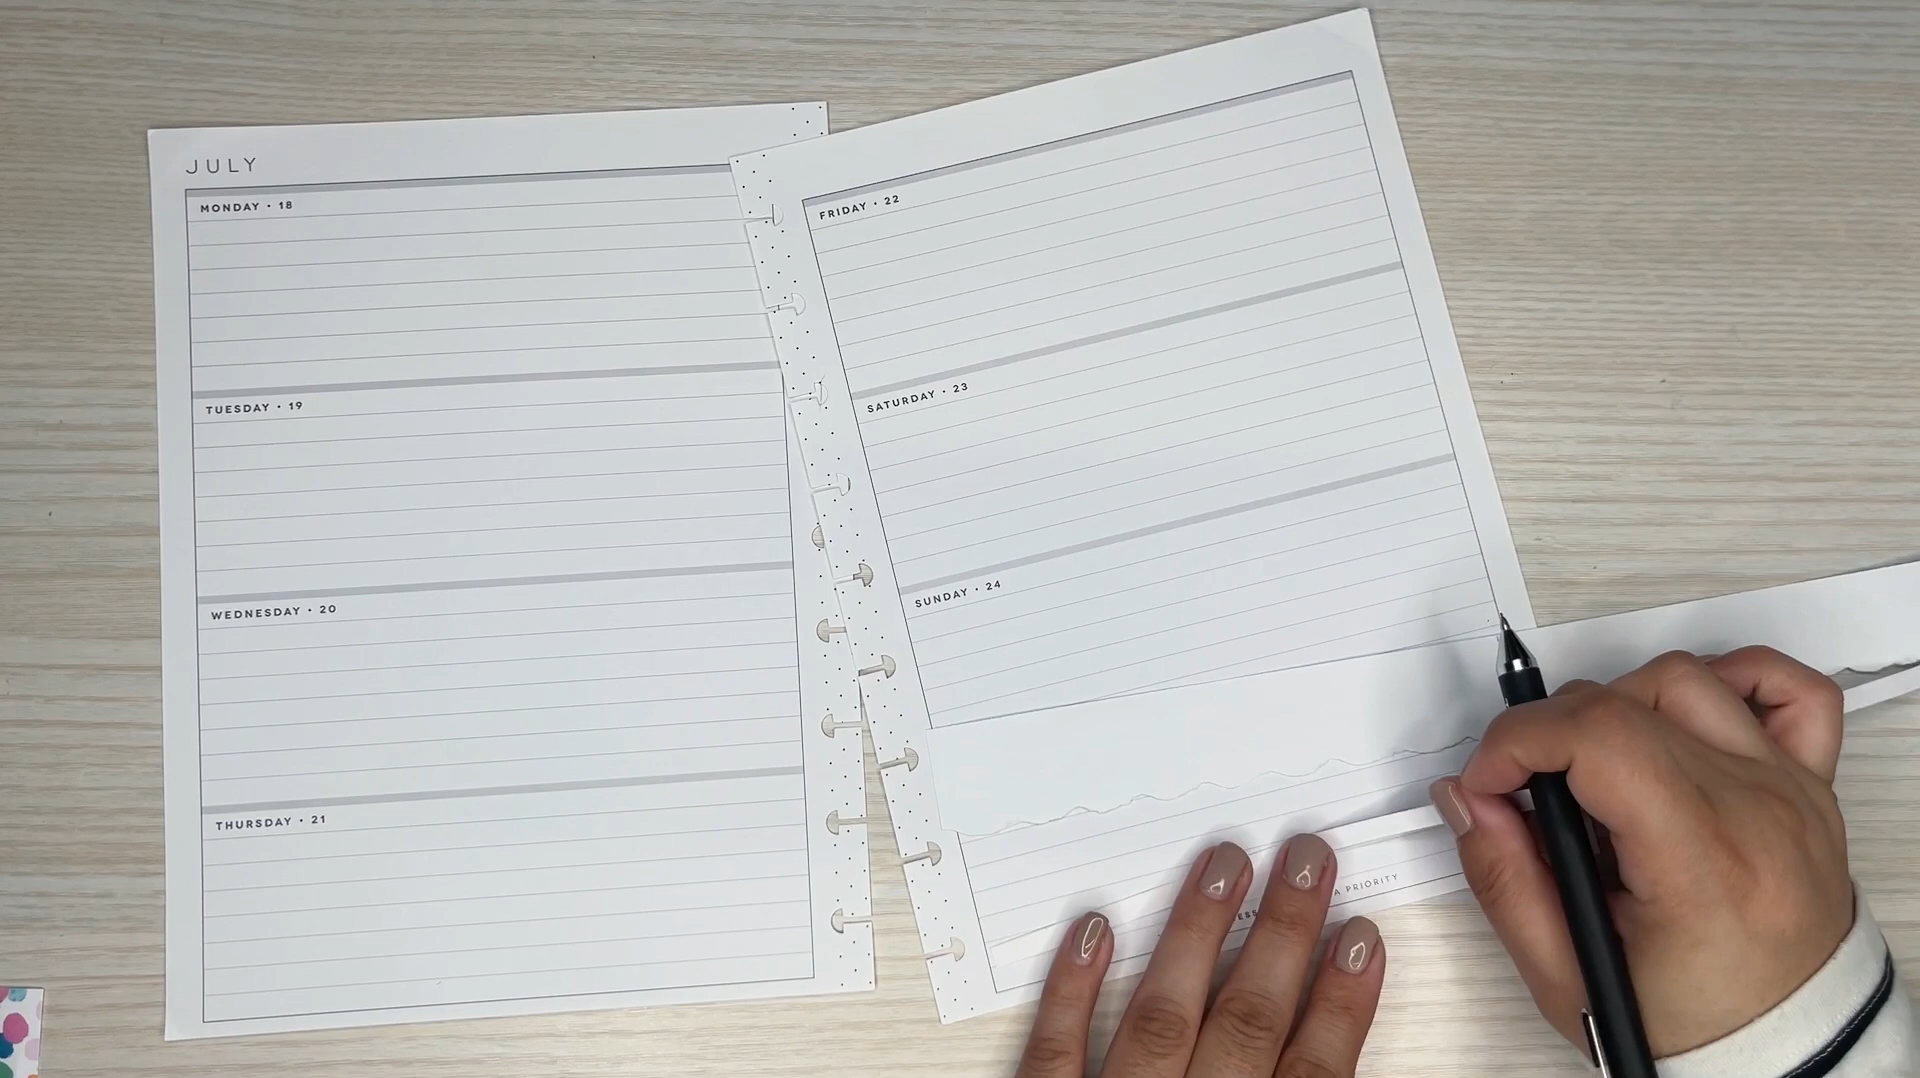 JULY
MONDAY • 18
TUESDAY • 19
WEDNESDAY • 20
THURSDAY • 21
FRIDAY • 22
SATURDAY • 23
SUNDAY • 24
A PRIORITY